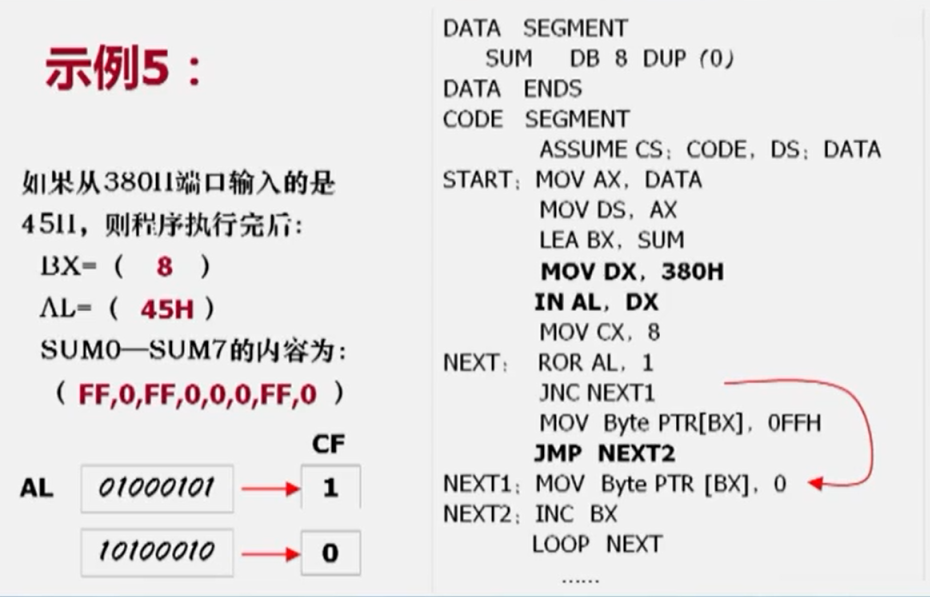 示例5：
如果从380H端口输入的是
45H，则程序执行完后：
BX=（ 8 ）
AL=（ 45H ）
SUM0—SUM7的内容为：
（ FF,0,FF,0,0,0,FF,0 ）
CF
AL 01000101 1
10100010 0
DATA SEGMENT
SUM DB 8 DUP（0）
DATA ENDS
CODE SEGMENT
ASSUME CS：CODE，DS：DATA
START：MOV AX，DATA
MOV DS，AX
LEA BX，SUM
MOV DX，380H
IN AL，DX
MOV CX，8
NEXT：ROR AL，1
JNC NEXT1
MOV Byte PTR[BX]，0FFH
JMP NEXT2
NEXT1：MOV Byte PTR [BX]，0
NEXT2：INC BX
LOOP NEXT
……